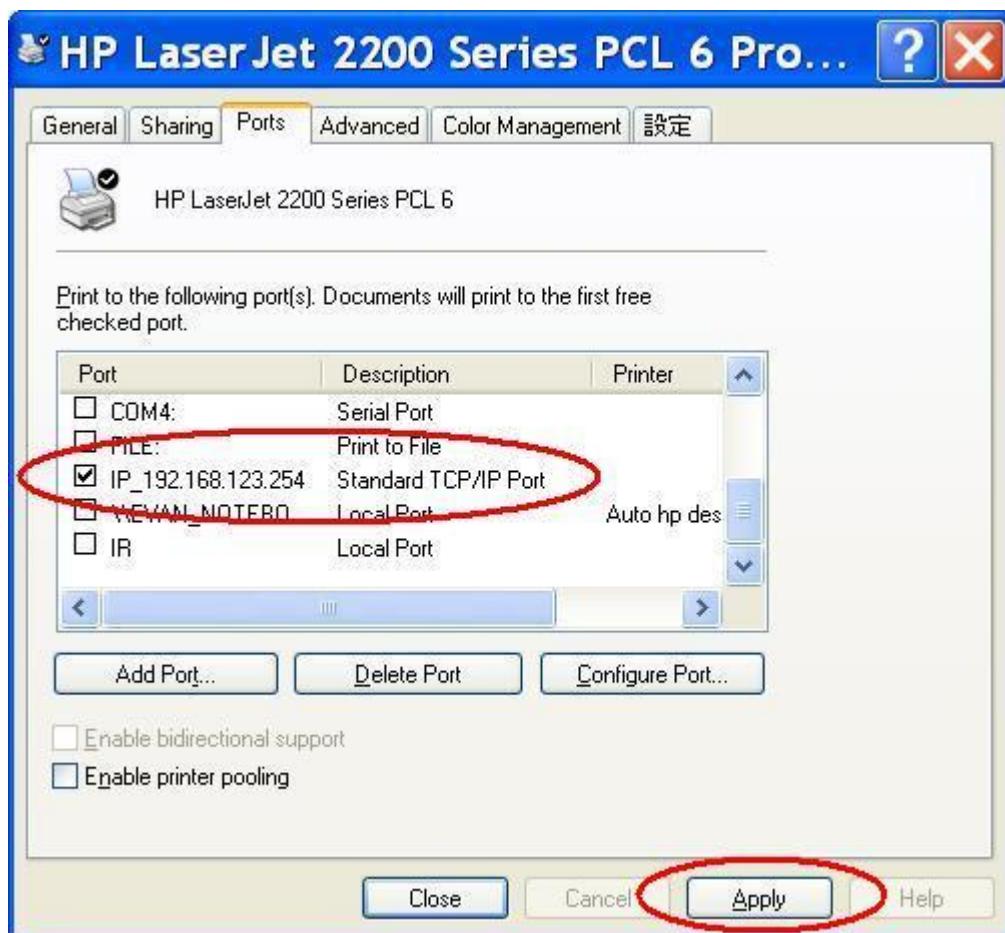 HP LaserJet 2200 Series PCL 6 Pro... ?
General Sharing Ports Advanced Color Management 設定
HP LaserJet 2200 Series PCL 6
Print to the following port(s). Documents will print to the first free
checked port.
Port Description Printer
COM4: Serial Port
FILE: Print to File
IP_192.168.123.254 Standard TCP/IP Port
\\EVAN_NOTEBO... Local Port Auto hp des
IR Local Port
Add Port... Delete Port Configure Port...
Enable bidirectional support
Enable printer pooling
Close Cancel Apply Help